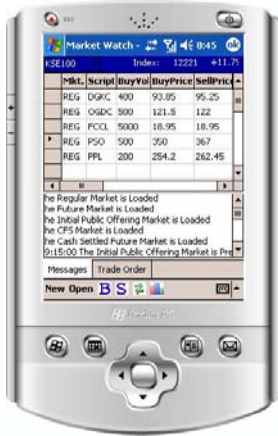 Market Watch - 8:45 ok
KSE100 Index: 12221 +11.79
Mkt. Script BuyVol BuyPrice SellPrice
REG DGKC 400 93.85 95.25
REG OGDC 500 121.5 122
REG FCCL 5000 18.95 18.95
REG PSO 500 350 367
REG PPL 200 254.2 262.45
he Regular Market is Loaded
he Future Market is Loaded
he Initial Public Offering Market is Loaded
he CFS Market is Loaded
he Cash Settled Future Market is Loaded
9:15:00 The Initial Public Offering Market is Pre
Messages Trade Order
New Open B S